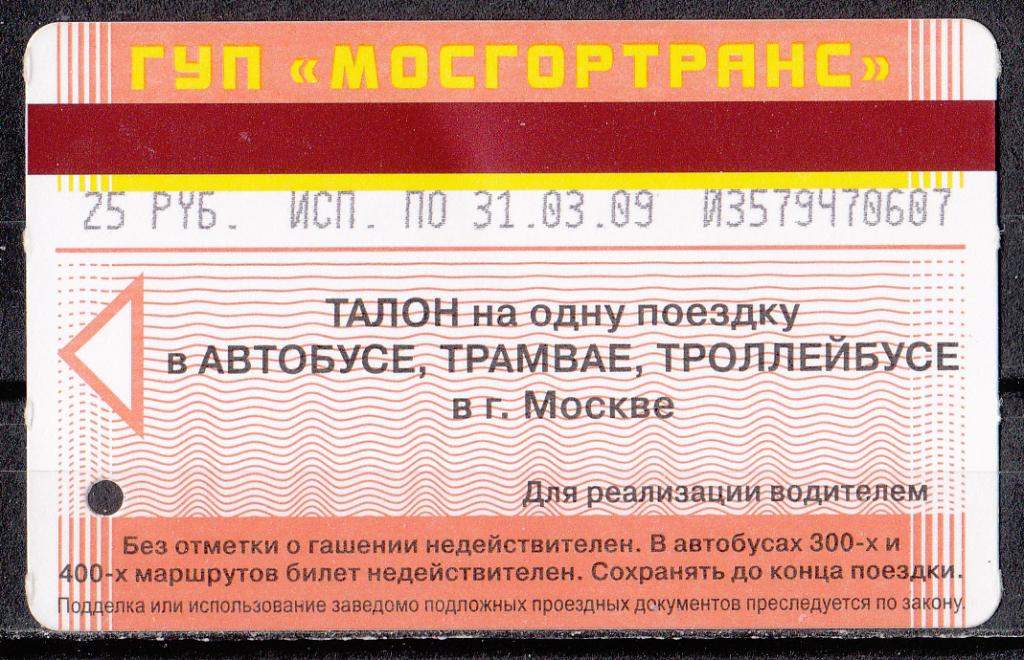 ГУП «МОСГОРТРАНС»
25 РУБ. ИСП. ПО 31.03.09 И3579470607
ТАЛОН на одну поездку
в АВТОБУСЕ, ТРАМВАЕ, ТРОЛЛЕЙБУСЕ
в г. Москве
Для реализации водителем
Без отметки о гашении недействителен. В автобусах 300-х и
400-х маршрутов билет недействителен. Сохранять до конца поездки.
Подделка или использование заведомо подложных проездных документов преследуется по закону.